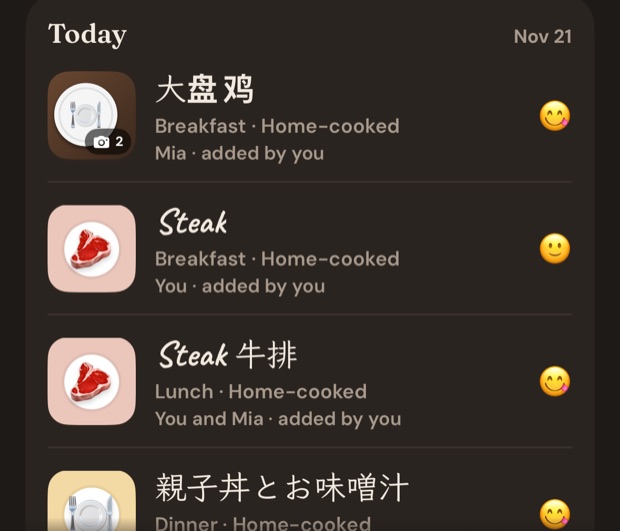 Today
Nov 21
大盘鸡
Breakfast · Home-cooked
Mia · added by you
2
Steak
Breakfast · Home-cooked
You · added by you
Steak 牛排
Lunch · Home-cooked
You and Mia · added by you
親子丼とお味噌汁
Dinner · Home-cooked